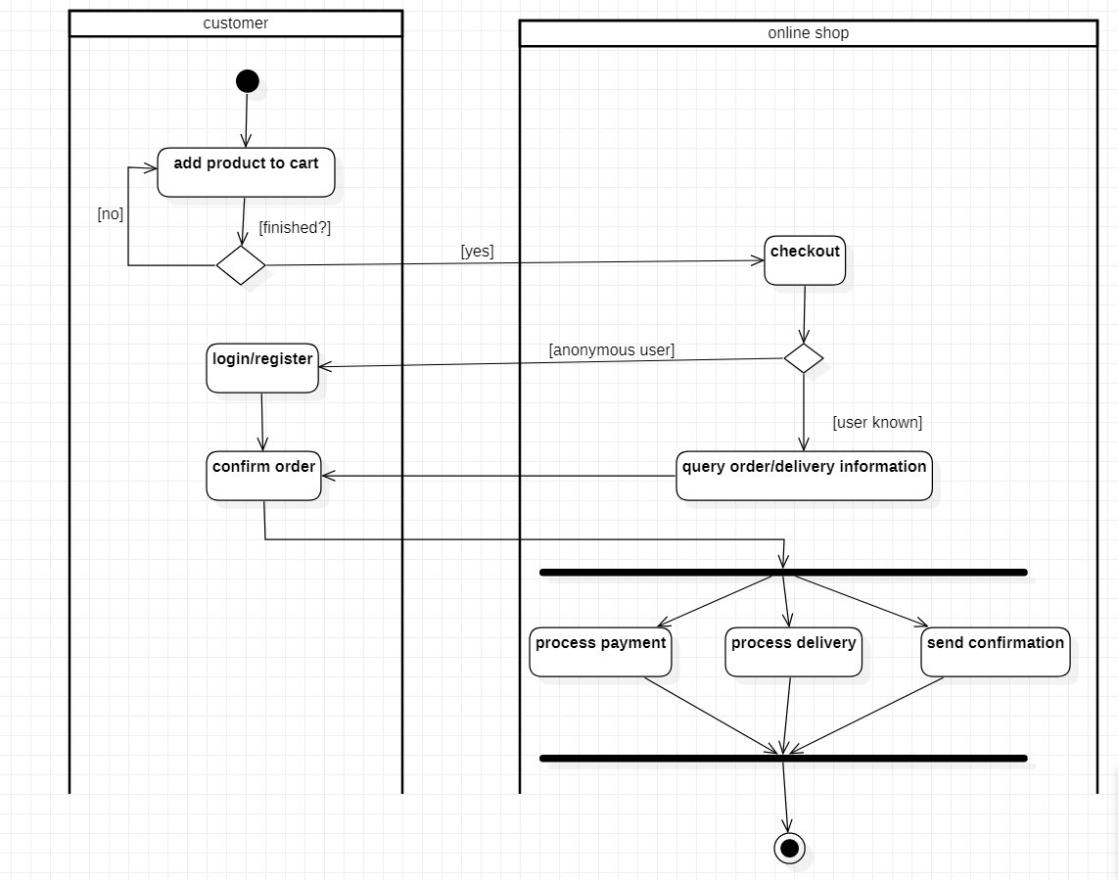 customer
online shop
add product to cart
[no]
[finished?]
[yes]
checkout
[anonymous user]
login/register
[user known]
confirm order
query order/delivery information
process payment
process delivery
send confirmation